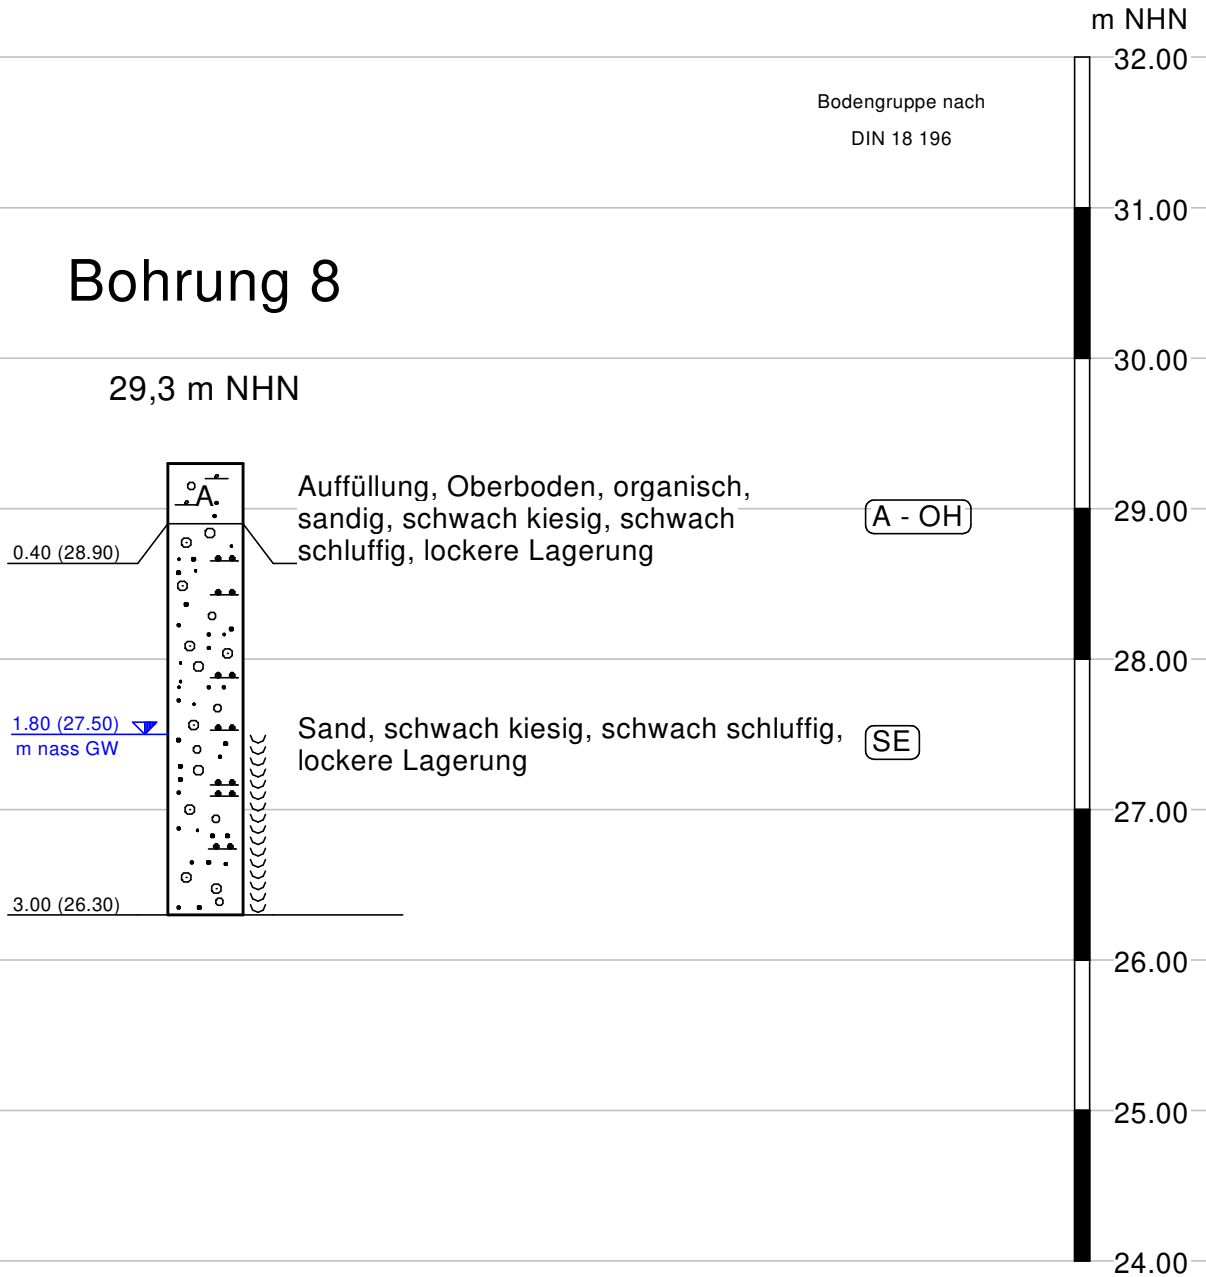 m NHN
32.00
Bodengruppe nach
DIN 18 196
31.00
Bohrung 8
30.00
29,3 m NHN
A
Auffüllung, Oberboden, organisch,
sandig, schwach kiesig, schwach
schluffig, lockere Lagerung
A - OH
29.00
0.40 (28.90)
28.00
1.80 (27.50)
m nass GW
Sand, schwach kiesig, schwach schluffig,
lockere Lagerung
SE
27.00
3.00 (26.30)
26.00
25.00
24.00